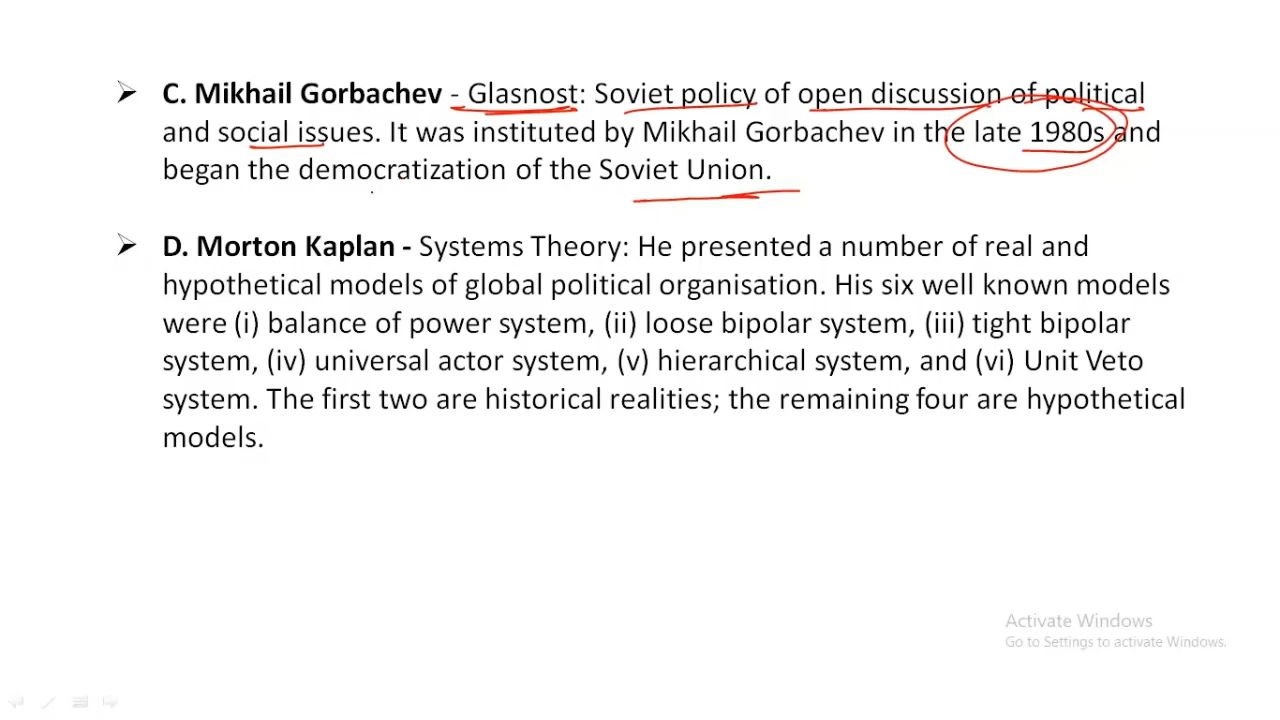 ➢ C. Mikhail Gorbachev - Glasnost: Soviet policy of open discussion of political
and social issues. It was instituted by Mikhail Gorbachev in the late 1980s and
began the democratization of the Soviet Union.
➢ D. Morton Kaplan - Systems Theory: He presented a number of real and
hypothetical models of global political organisation. His six well known models
were (i) balance of power system, (ii) loose bipolar system, (iii) tight bipolar
system, (iv) universal actor system, (v) hierarchical system, and (vi) Unit Veto
system. The first two are historical realities; the remaining four are hypothetical
models.
Activate Windows
Go to Settings to activate Windows.